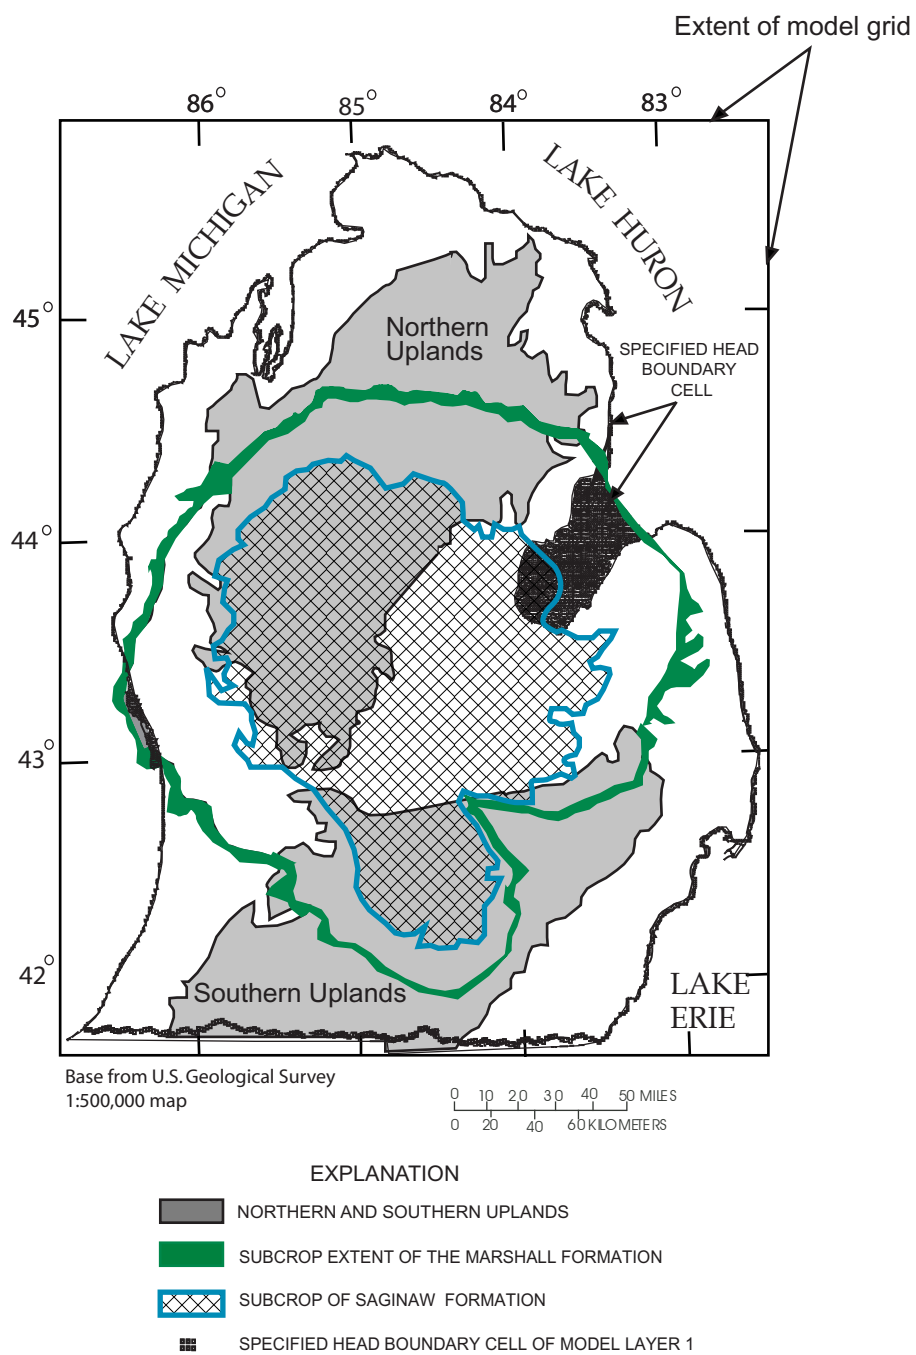 Extent of model grid
86° 85° 84° 83°
LAKE MICHIGAN
LAKE HURON
45°
Northern
Uplands
SPECIFIED HEAD
BOUNDARY
CELL
44°
43°
42°
Southern Uplands
LAKE
ERIE
Base from U.S. Geological Survey
1:500,000 map
0 10 20 30 40 50 MILES
0 20 40 60 KILOMETERS
EXPLANATION
NORTHERN AND SOUTHERN UPLANDS
SUBCROP EXTENT OF THE MARSHALL FORMATION
SUBCROP OF SAGINAW FORMATION
SPECIFIED HEAD BOUNDARY CELL OF MODEL LAYER 1